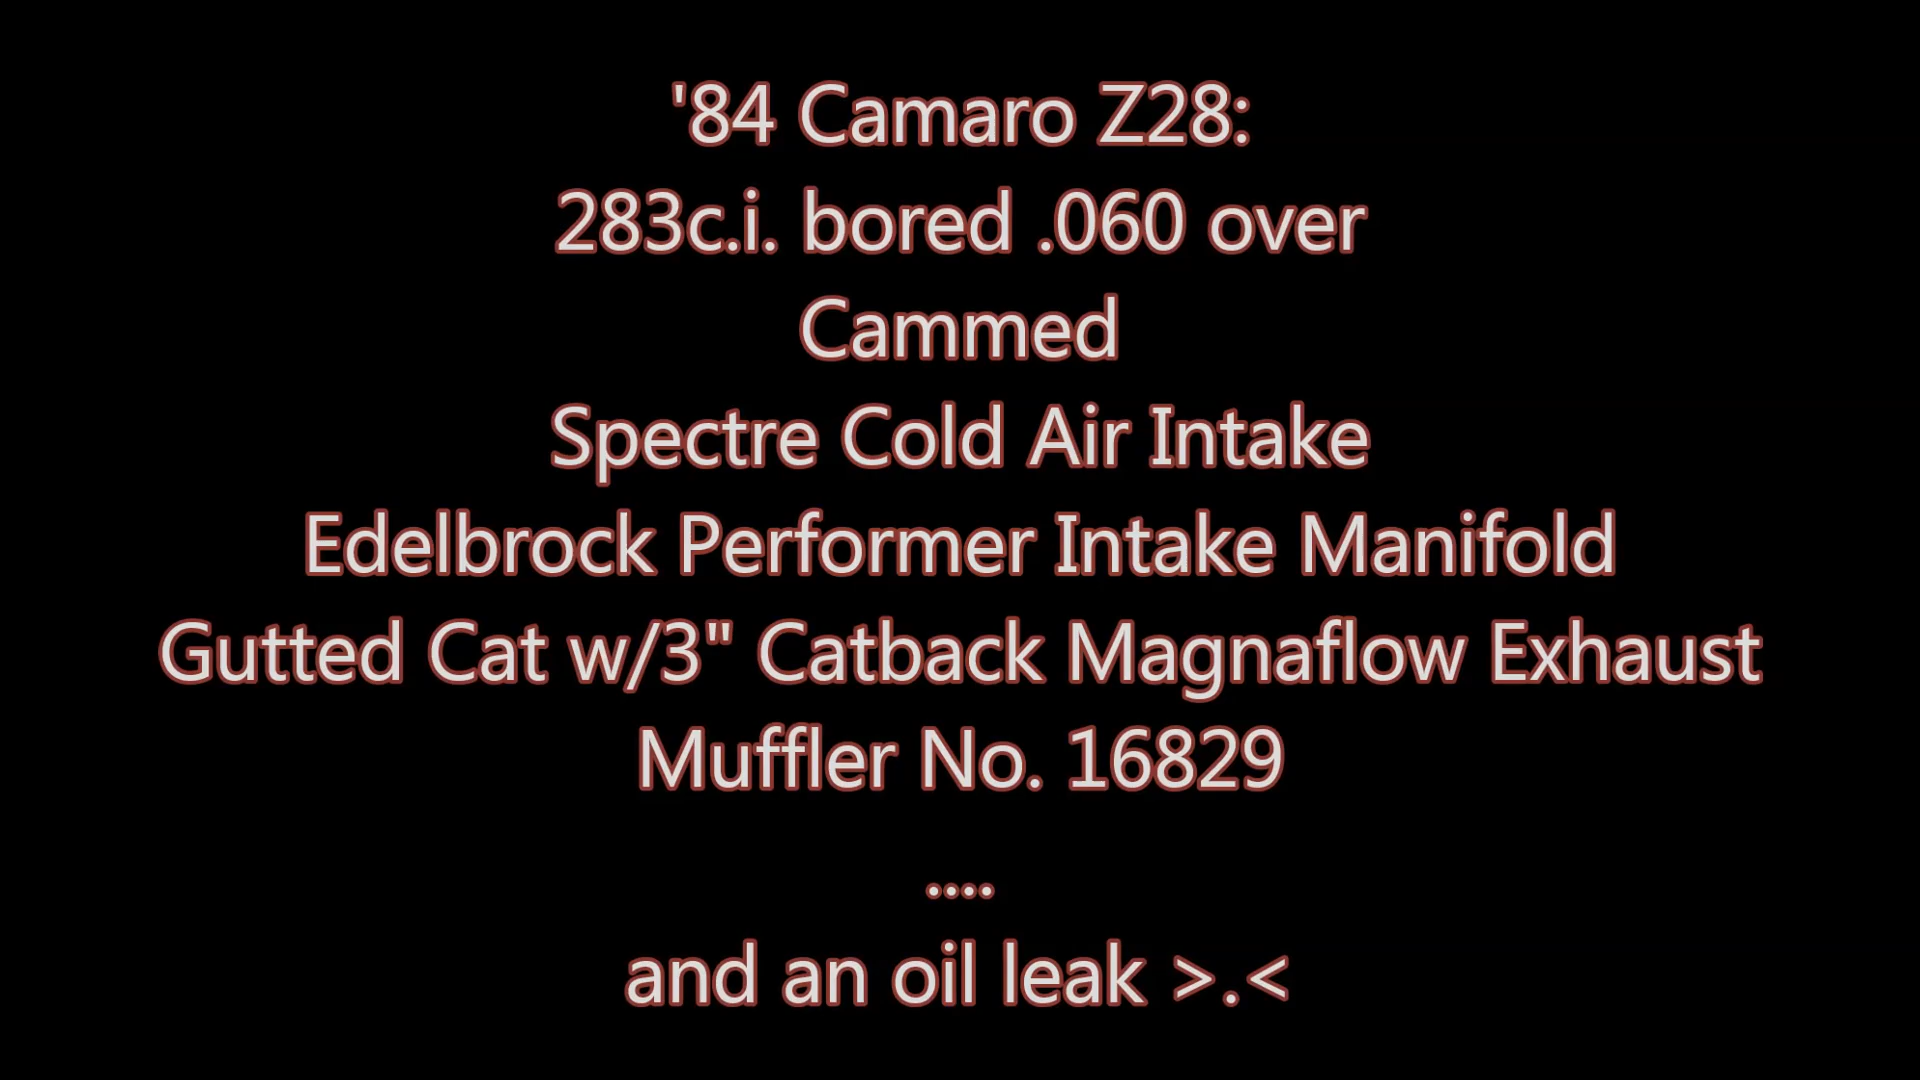 '84 Camaro Z28:
283c.i. bored .060 over
Cammed
Spectre Cold Air Intake
Edelbrock Performer Intake Manifold
Gutted Cat w/3" Catback Magnaflow Exhaust
Muffler No. 16829
....
and an oil leak >.<